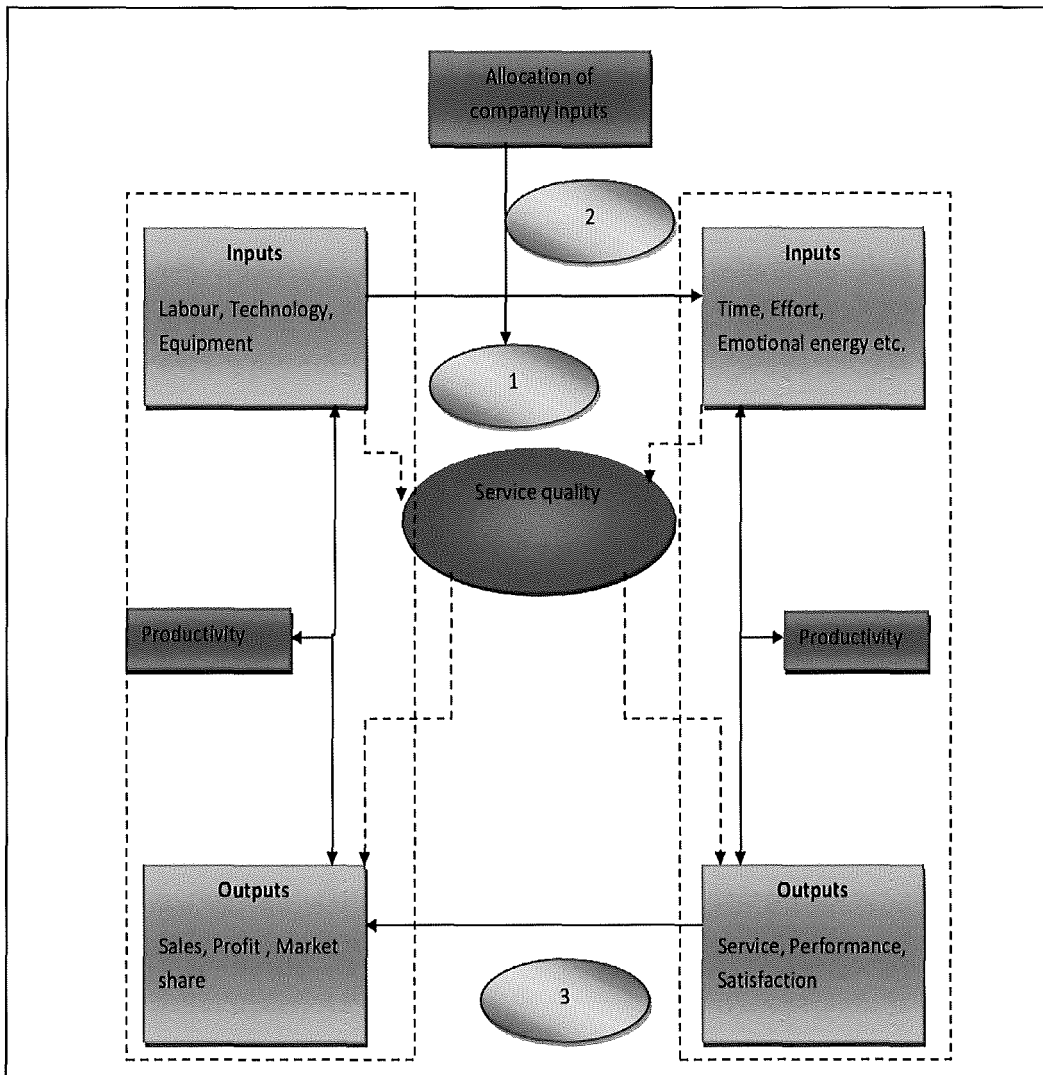 Allocation of
company inputs
2
Inputs
Labour, Technology,
Equipment
Inputs
Time, Effort,
Emotional energy etc.
1
Service quality
Productivity
Productivity
Outputs
Sales, Profit , Market
share
Outputs
Service, Performance,
Satisfaction
3